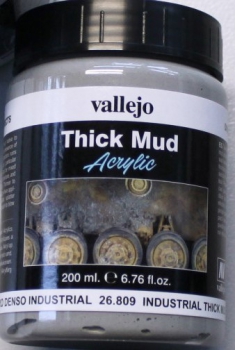 vallejo
Thick Mud
Acrylic
200 ml. e 6.76 fl.oz.
DENSO INDUSTRIAL 26.809 INDUSTRIAL THICK